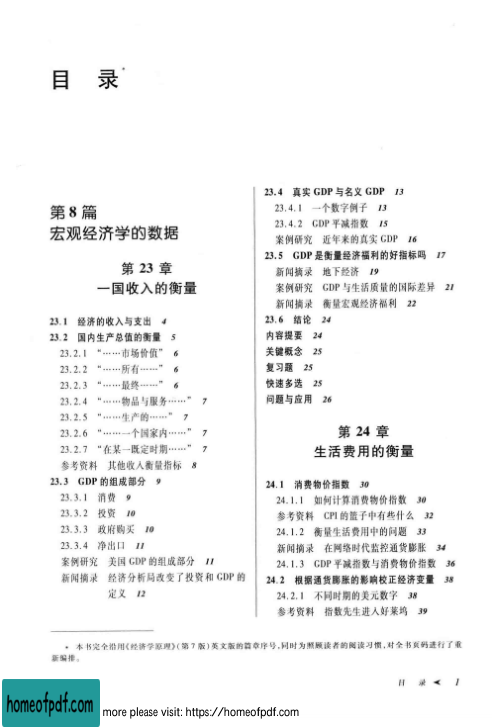 目 录*
第 8 篇
宏观经济学的数据
第 23 章
一国收入的衡量
23.1 经济的收入与支出 4
23.2 国内生产总值的衡量 5
23.2.1 “……市场价值” 6
23.2.2 “……所有……” 6
23.2.3 “……最终……” 6
23.2.4 “……物品与服务……” 7
23.2.5 “……生产的……” 7
23.2.6 “……一个国家内……” 7
23.2.7 “在某一既定时期……” 7
参考资料 其他收入衡量指标 8
23.3 GDP 的组成部分 9
23.3.1 消费 9
23.3.2 投资 10
23.3.3 政府购买 10
23.3.4 净出口 11
案例研究 美国 GDP 的组成部分 11
新闻摘录 经济分析局改变了投资和 GDP 的
定义 12
23.4 真实 GDP 与名义 GDP 13
23.4.1 一个数字例子 13
23.4.2 GDP 平减指数 15
案例研究 近年来的真实 GDP 16
23.5 GDP 是衡量经济福利的好指标吗 17
新闻摘录 地下经济 19
案例研究 GDP 与生活质量的国际差异 21
新闻摘录 衡量宏观经济福利 22
23.6 结论 24
内容提要 24
关键概念 25
复习题 25
快速多选 25
问题与应用 26
第 24 章
生活费用的衡量
24.1 消费物价指数 30
24.1.1 如何计算消费物价指数 30
参考资料 CPI 的篮子中有些什么 32
24.1.2 衡量生活费用中的问题 33
新闻摘录 在网络时代监控通货膨胀 34
24.1.3 GDP 平减指数与消费物价指数 36
24.2 根据通货膨胀的影响校正经济变量 38
24.2.1 不同时期的美元数字 38
参考资料 指数先生进入好莱坞 39
* 本书完全沿用《经济学原理》(第 7 版)英文版的篇章序号,同时为照顾读者的阅读习惯,对全书页码进行了重
新编排。
目 录 ◀ 1
homeofpdf.com
more please visit: https://homeofpdf.com